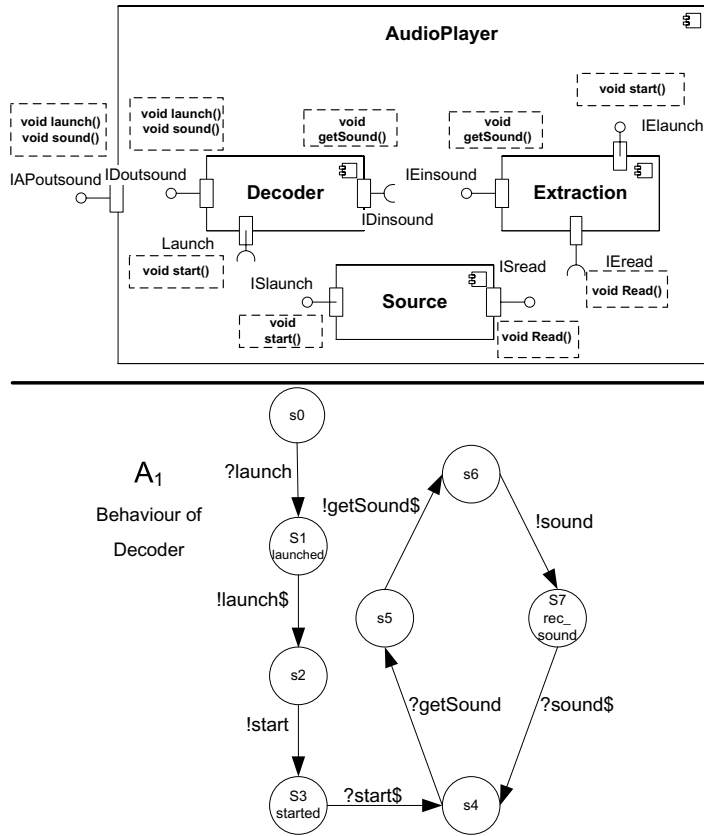 AudioPlayer
void start()
void launch()
void sound()
void launch()
void sound()
void
getSound()
void
getSound()
IElaunch
IAPoutsound
IDoutsound
Decoder
IDinsound
IEinsound
Extraction
Launch
void start()
ISlaunch
void
start()
Source
ISread
void Read()
IEread
void Read()
s0
?launch
A1
Behaviour of
Decoder
S1
launched
!launch$
s2
!start
S3
started
?start$
s4
?getSound
s5
!getSound$
s6
!sound
S7
rec_
sound
?sound$